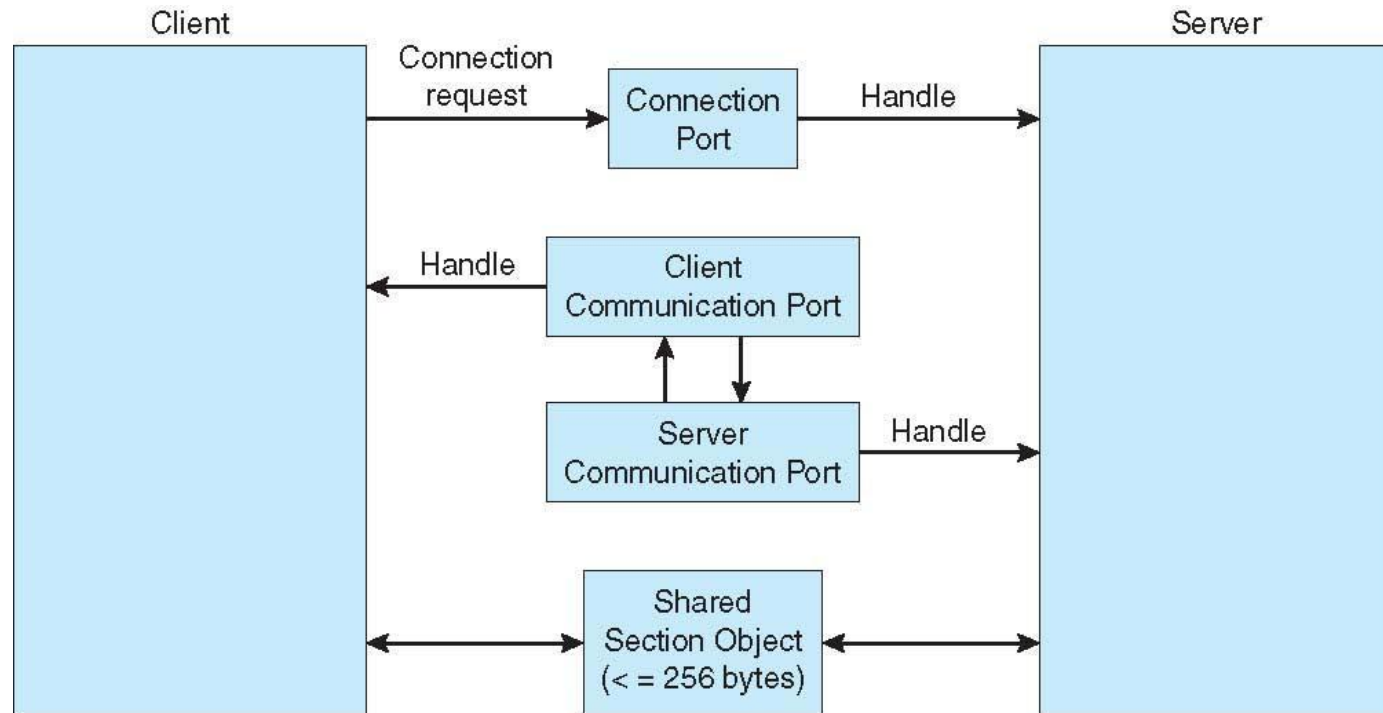 Client
Server
Connection
request
Connection
Port
Handle
Handle
Client
Communication Port
Server
Communication Port
Handle
Shared
Section Object
(< = 256 bytes)